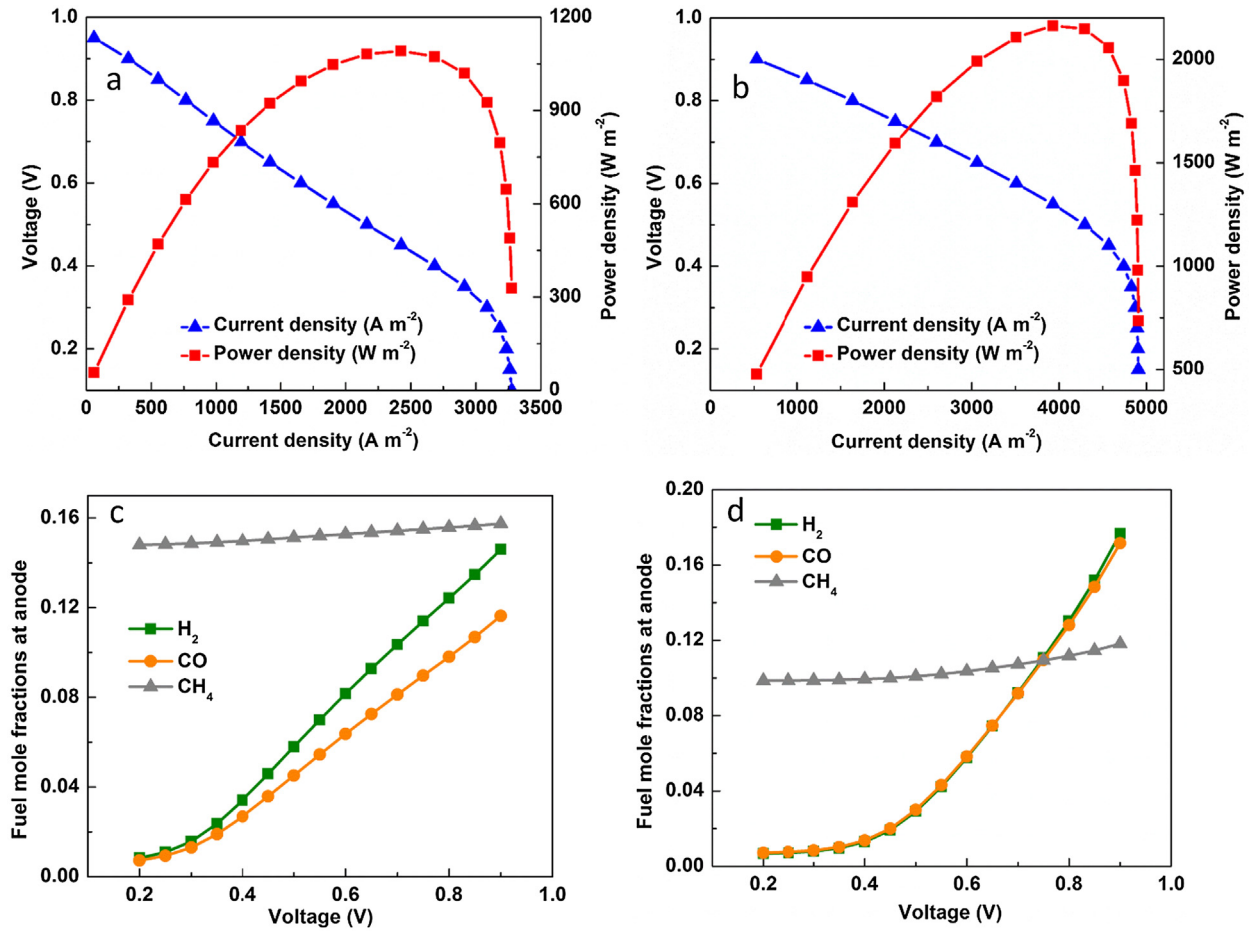 a
1.0
0.8
0.6
0.4
0.2
Voltage (V)
1200
900
600
300
0
Power density (W m⁻²)
Current density (A m⁻²)
Power density (W m⁻²)
0 500 1000 1500 2000 2500 3000 3500
Current density (A m⁻²)
b
1.0
0.8
0.6
0.4
0.2
Voltage (V)
2000
1500
1000
500
Power density (W m⁻²)
Current density (A m⁻²)
Power density (W m⁻²)
0 1000 2000 3000 4000 5000
Current density (A m⁻²)
c
0.16
0.12
0.08
0.04
0.00
Fuel mole fractions at anode
H₂
CO
CH₄
0.2 0.4 0.6 0.8 1.0
Voltage (V)
d
0.20
0.16
0.12
0.08
0.04
0.00
Fuel mole fractions at anode
H₂
CO
CH₄
0.2 0.4 0.6 0.8 1.0
Voltage (V)